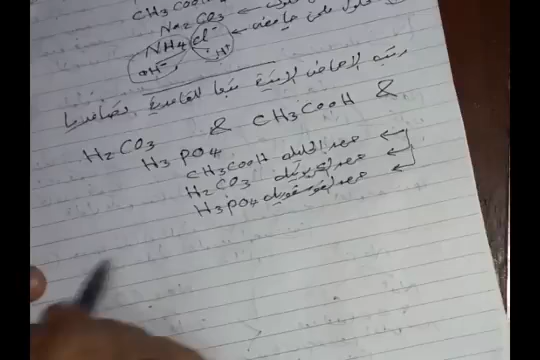 CH3COO
Na2CO3
NH4Cl ← محلول ملحي حامضي
OH- H+
رتب الاحماض الاتية تبعا للقاعدية تصاعديا
& CH3COOH & H2CO3
H3PO4
حمض الخليك CH3COOH
حمض الكربونيك H2CO3
حمض الفوسفوريك H3PO4